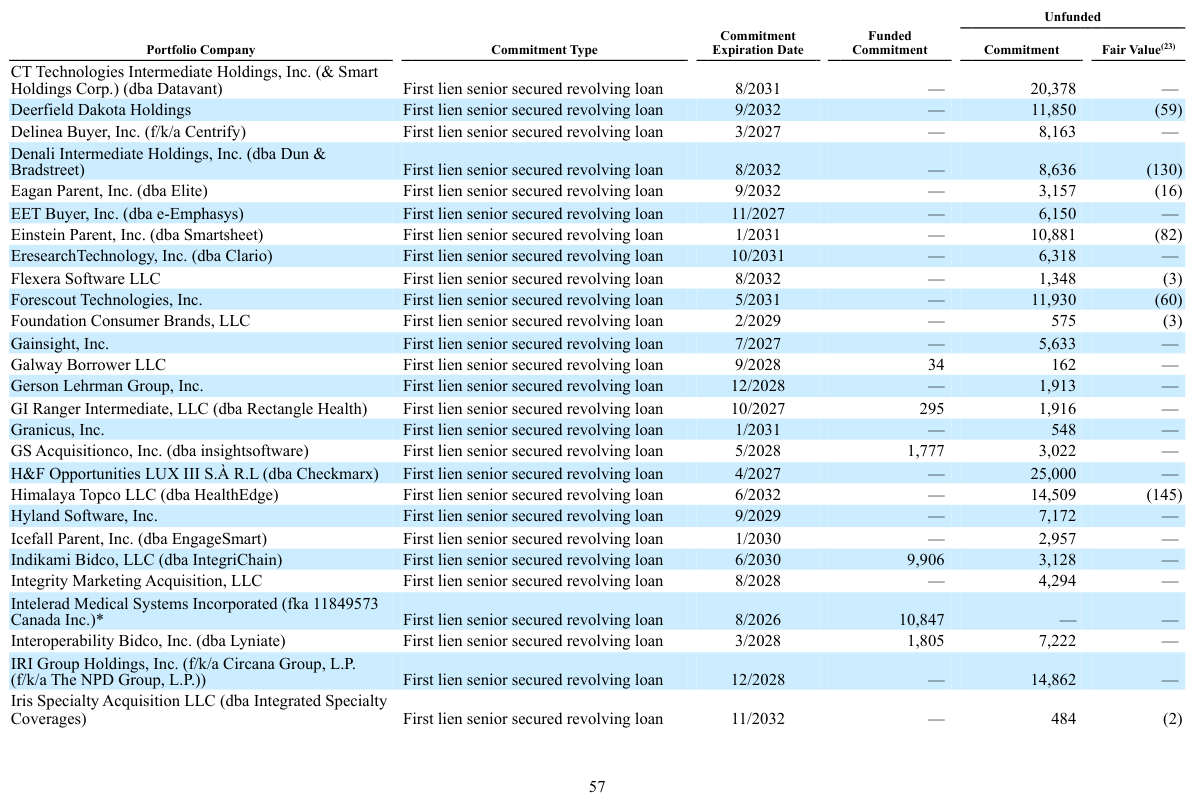 Unfunded
Portfolio Company Commitment Type Commitment Expiration Date Funded Commitment Commitment Fair Value(23)
CT Technologies Intermediate Holdings, Inc. (& Smart
Holdings Corp.) (dba Datavant) First lien senior secured revolving loan 8/2031 — 20,378 —
Deerfield Dakota Holdings First lien senior secured revolving loan 9/2032 — 11,850 (59)
Delinea Buyer, Inc. (f/k/a Centrify) First lien senior secured revolving loan 3/2027 — 8,163 —
Denali Intermediate Holdings, Inc. (dba Dun &
Bradstreet) First lien senior secured revolving loan 8/2032 — 8,636 (130)
Eagan Parent, Inc. (dba Elite) First lien senior secured revolving loan 9/2032 — 3,157 (16)
EET Buyer, Inc. (dba e-Emphasys) First lien senior secured revolving loan 11/2027 — 6,150 —
Einstein Parent, Inc. (dba Smartsheet) First lien senior secured revolving loan 1/2031 — 10,881 (82)
EresearchTechnology, Inc. (dba Clario) First lien senior secured revolving loan 10/2031 — 6,318 —
Flexera Software LLC First lien senior secured revolving loan 8/2032 — 1,348 (3)
Forescout Technologies, Inc. First lien senior secured revolving loan 5/2031 — 11,930 (60)
Foundation Consumer Brands, LLC First lien senior secured revolving loan 2/2029 — 575 (3)
Gainsight, Inc. First lien senior secured revolving loan 7/2027 — 5,633 —
Galway Borrower LLC First lien senior secured revolving loan 9/2028 34 162 —
Gerson Lehrman Group, Inc. First lien senior secured revolving loan 12/2028 — 1,913 —
GI Ranger Intermediate, LLC (dba Rectangle Health) First lien senior secured revolving loan 10/2027 295 1,916 —
Granicus, Inc. First lien senior secured revolving loan 1/2031 — 548 —
GS Acquisitionco, Inc. (dba insightsoftware) First lien senior secured revolving loan 5/2028 1,777 3,022 —
H&F Opportunities LUX III S.À R.L (dba Checkmarx) First lien senior secured revolving loan 4/2027 — 25,000 —
Himalaya Topco LLC (dba HealthEdge) First lien senior secured revolving loan 6/2032 — 14,509 (145)
Hyland Software, Inc. First lien senior secured revolving loan 9/2029 — 7,172 —
Icefall Parent, Inc. (dba EngageSmart) First lien senior secured revolving loan 1/2030 — 2,957 —
Indikami Bidco, LLC (dba IntegriChain) First lien senior secured revolving loan 6/2030 9,906 3,128 —
Integrity Marketing Acquisition, LLC First lien senior secured revolving loan 8/2028 — 4,294 —
Intelerad Medical Systems Incorporated (fka 11849573
Canada Inc.)* First lien senior secured revolving loan 8/2026 10,847 — —
Interoperability Bidco, Inc. (dba Lyniate) First lien senior secured revolving loan 3/2028 1,805 7,222 —
IRI Group Holdings, Inc. (f/k/a Circana Group, L.P.
(f/k/a The NPD Group, L.P.)) First lien senior secured revolving loan 12/2028 — 14,862 —
Iris Specialty Acquisition LLC (dba Integrated Specialty
Coverages) First lien senior secured revolving loan 11/2032 — 484 (2)
57